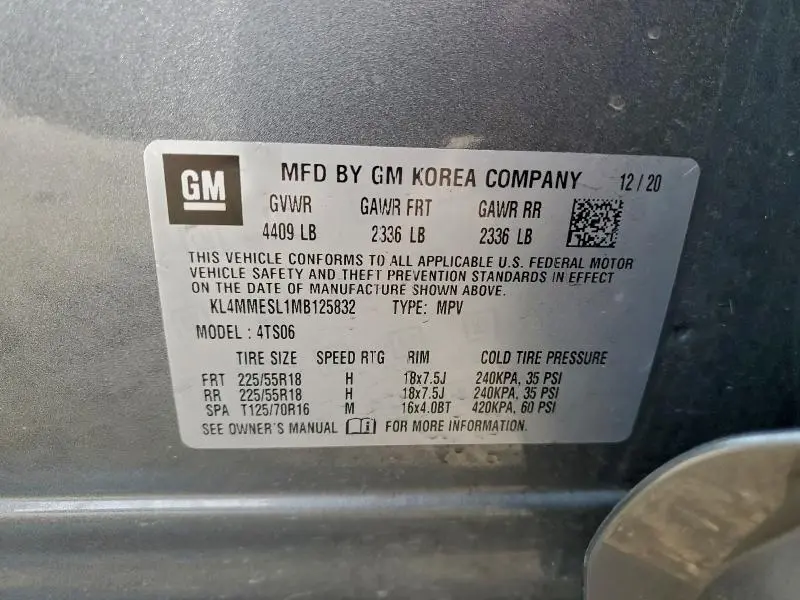 GM MFD BY GM KOREA COMPANY 12/20
GVWR GAWR FRT GAWR RR
4409 LB 2336 LB 2336 LB
THIS VEHICLE CONFORMS TO ALL APPLICABLE U.S. FEDERAL MOTOR
VEHICLE SAFETY AND THEFT PREVENTION STANDARDS IN EFFECT
ON THE DATE OF MANUFACTURE SHOWN ABOVE.
KL4MMESL1MB125832 TYPE: MPV
MODEL : 4TS06
TIRE SIZE SPEED RTG RIM COLD TIRE PRESSURE
FRT 225/55R18 H 18x7.5J 240KPA, 35 PSI
RR 225/55R18 H 18x7.5J 240KPA, 35 PSI
SPA T125/70R16 M 16x4.0BT 420KPA, 60 PSI
SEE OWNER'S MANUAL FOR MORE INFORMATION.